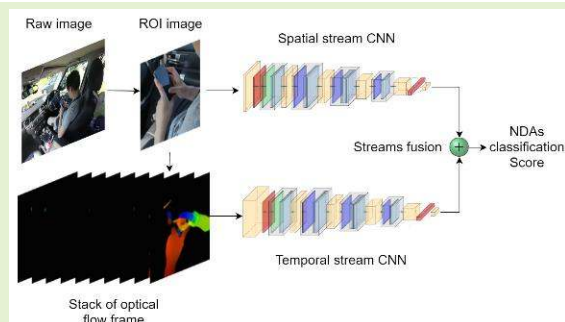 Raw image
ROI image
Spatial stream CNN
Streams fusion
+
NDAs
classification
Score
Temporal stream CNN
Stack of optical
flow frame